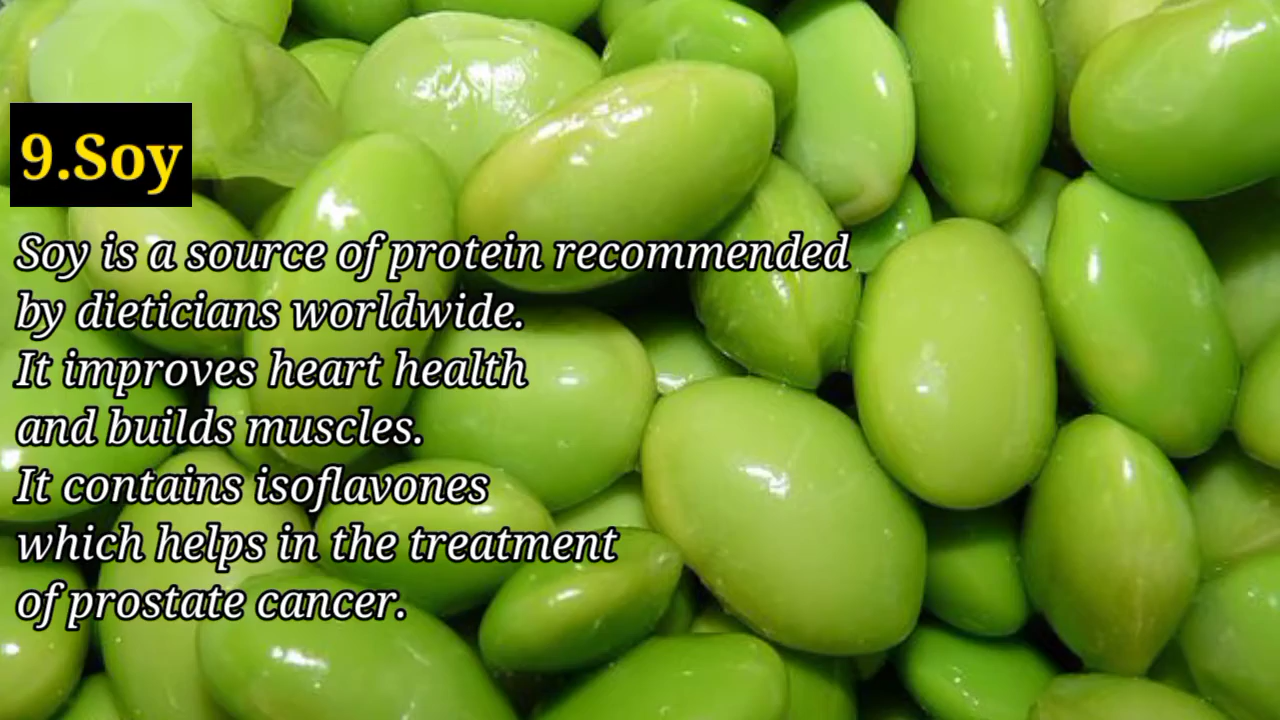 9.Soy
Soy is a source of protein recommended
by dieticians worldwide.
It improves heart health
and builds muscles.
It contains isoflavones
which helps in the treatment
of prostate cancer.